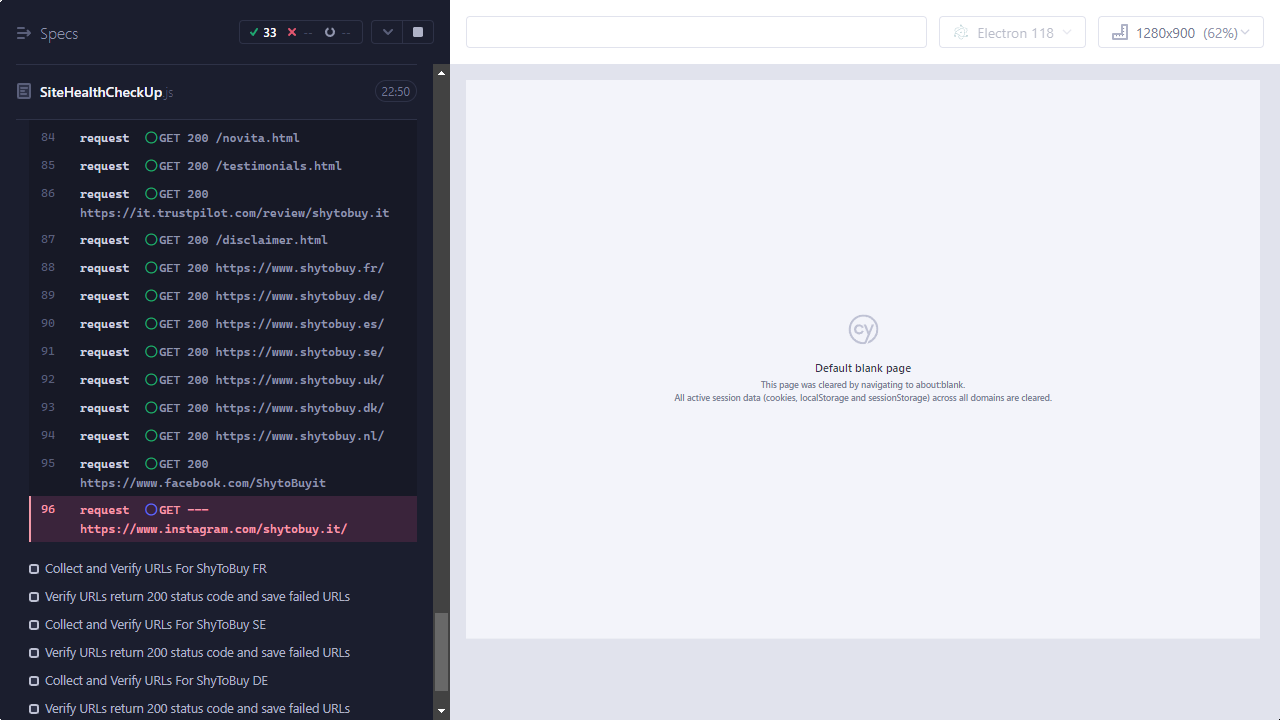 Specs
33
--
--
Electron 118
1280x900 (62%)
SiteHealthCheckUp.js
22:50
84 request GET 200 /novita.html
85 request GET 200 /testimonials.html
86 request GET 200
https://it.trustpilot.com/review/shytobuy.it
87 request GET 200 /disclaimer.html
88 request GET 200 https://www.shytobuy.fr/
89 request GET 200 https://www.shytobuy.de/
90 request GET 200 https://www.shytobuy.es/
91 request GET 200 https://www.shytobuy.se/
92 request GET 200 https://www.shytobuy.uk/
93 request GET 200 https://www.shytobuy.dk/
94 request GET 200 https://www.shytobuy.nl/
95 request GET 200
https://www.facebook.com/ShytoBuyit
96 request GET ---
https://www.instagram.com/shytobuy.it/
Collect and Verify URLs For ShyToBuy FR
Verify URLs return 200 status code and save failed URLs
Collect and Verify URLs For ShyToBuy SE
Verify URLs return 200 status code and save failed URLs
Collect and Verify URLs For ShyToBuy DE
Verify URLs return 200 status code and save failed URLs
cy
Default blank page
This page was cleared by navigating to about:blank.
All active session data (cookies, localStorage and sessionStorage) across all domains are cleared.